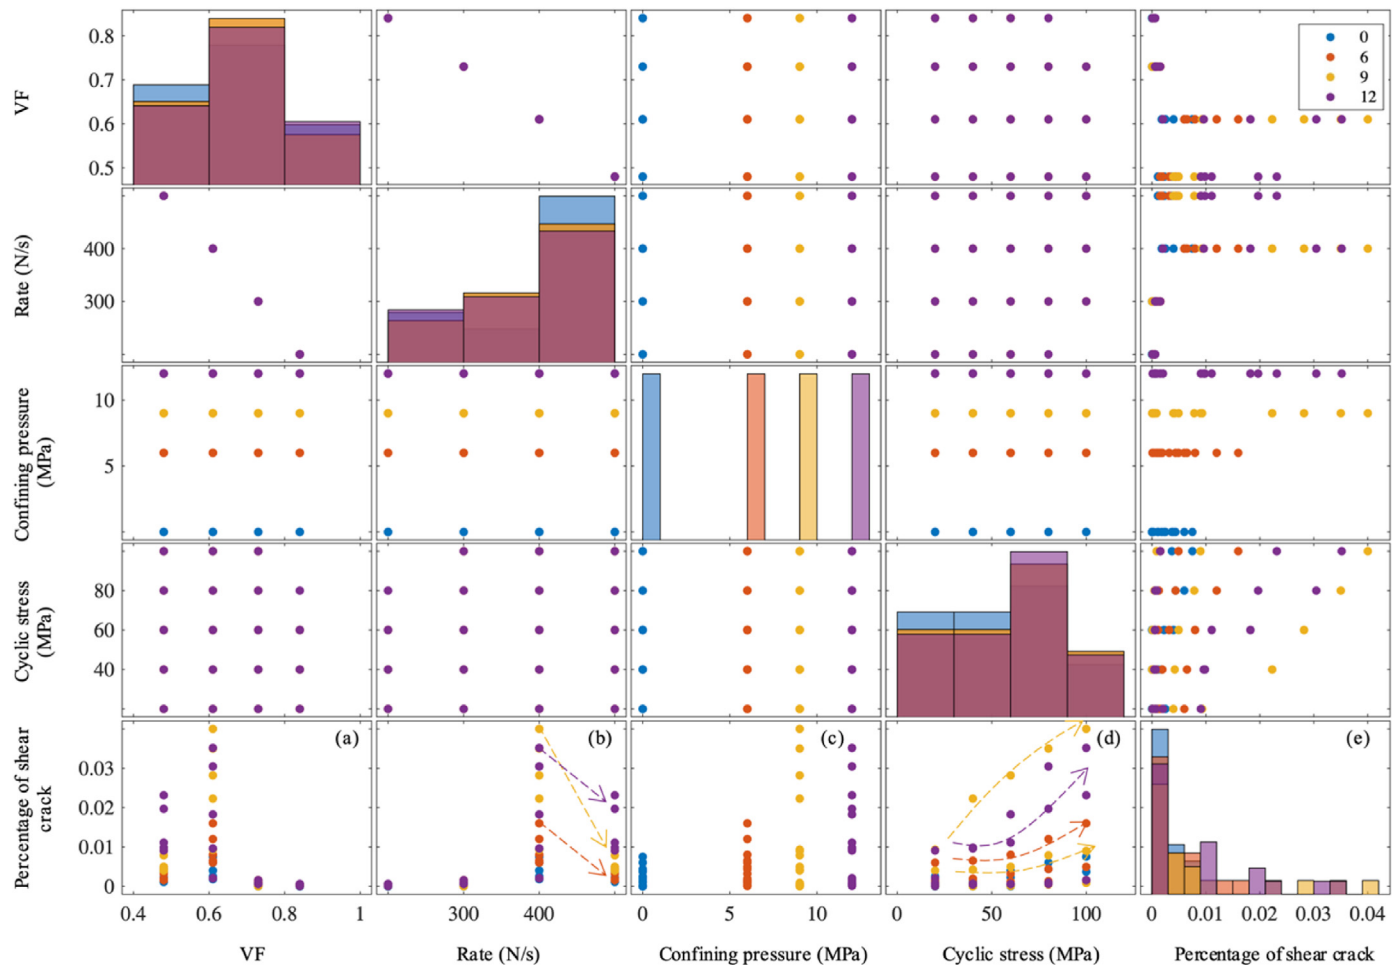 0.8
0.7
0.6
0.5
VF
0
6
9
12
400
300
Rate (N/s)
10
5
Confining pressure
(MPa)
80
60
40
Cyclic stress
(MPa)
(a)
(b)
(c)
(d)
(e)
0.03
0.02
0.01
0
Percentage of shear
crack
0.4 0.6 0.8 1
300 400
0 5 10
0 50 100
0 0.01 0.02 0.03 0.04
VF
Rate (N/s)
Confining pressure (MPa)
Cyclic stress (MPa)
Percentage of shear crack